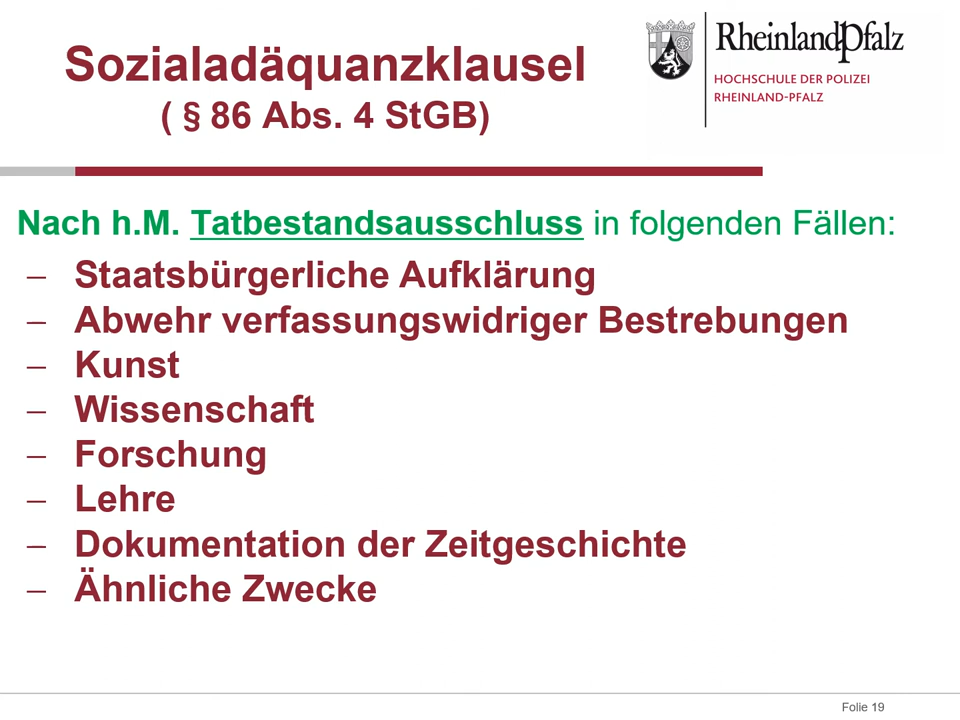 Sozialadäquanzklausel
( § 86 Abs. 4 StGB)
RheinlandPfalz
HOCHSCHULE DER POLIZEI
RHEINLAND-PFALZ
Nach h.M. Tatbestandsausschluss in folgenden Fällen:
– Staatsbürgerliche Aufklärung
– Abwehr verfassungswidriger Bestrebungen
– Kunst
– Wissenschaft
– Forschung
– Lehre
– Dokumentation der Zeitgeschichte
– Ähnliche Zwecke
Folie 19